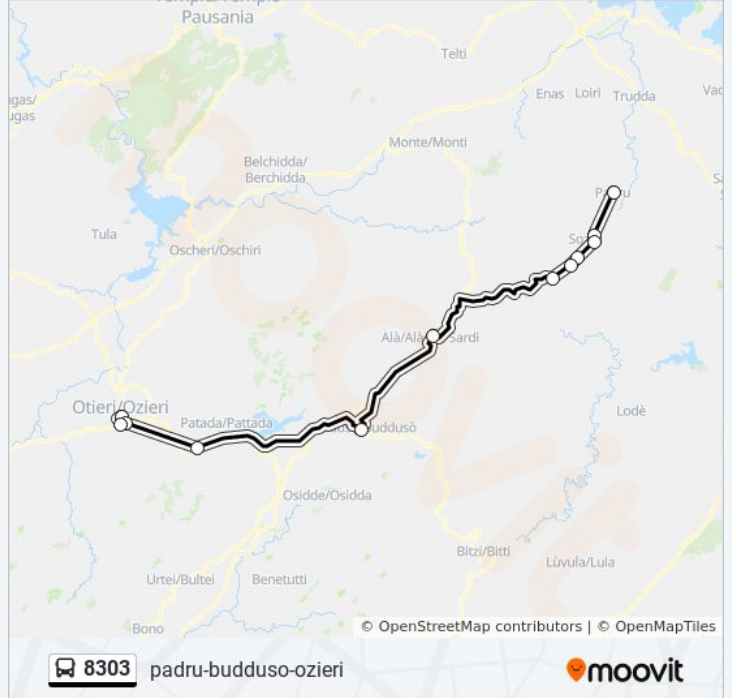 Pausania
Telti
Enas
Loiri
Trudda
Monte/Monti
Belchidda/
Berchidda
Tula
Oscheri/Oschiri
Alà/Alà
Sardi
Otieri/Ozieri
Patada/Pattada
Buddusò
Lodè
Osidde/Osidda
Bitzi/Bitti
Lùvula/Lula
Urtei/Bultei
Benetutti
Bono
© OpenStreetMap contributors | © OpenMapTiles
8303
padru-budduso-ozieri
moovit